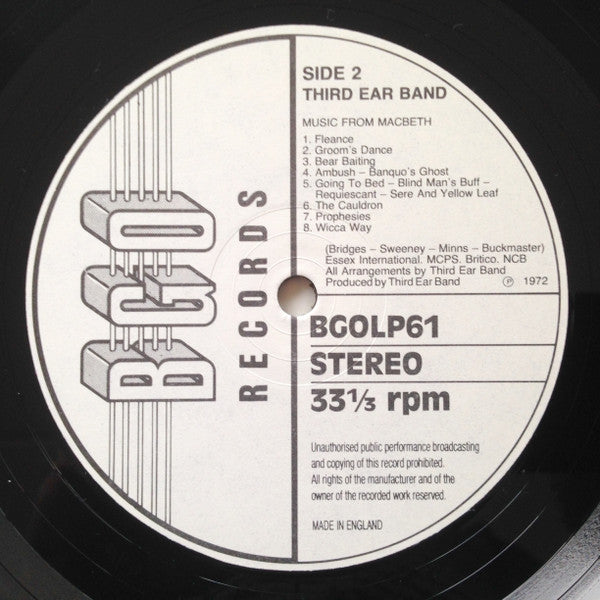 BGO
RECORDS
SIDE 2
THIRD EAR BAND
MUSIC FROM MACBETH
1. Fleance
2. Groom's Dance
3. Bear Baiting
4. Ambush – Banquo's Ghost
5. Going To Bed – Blind Man's Buff –
Requiescant – Sere And Yellow Leaf
6. The Cauldron
7. Prophesies
8. Wicca Way
(Bridges – Sweeney – Minns – Buckmaster)
Essex International. MCPS. Britico. NCB
All Arrangements by Third Ear Band
Produced by Third Ear Band ℗ 1972
BGOLP61
STEREO
33⅓ rpm
Unauthorised public performance broadcasting
and copying of this record prohibited.
All rights of the manufacturer and of the
owner of the recorded work reserved.
MADE IN ENGLAND